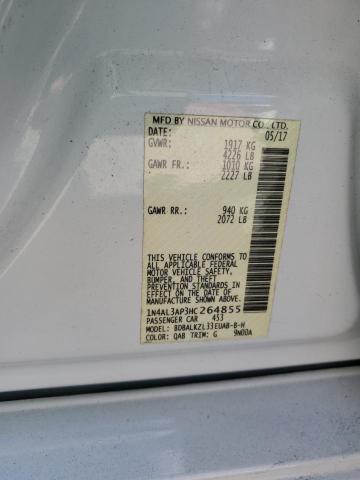 MFD BY NISSAN MOTOR CO., LTD.
DATE: 05/17
GVWR: 1917 KG
4226 LB
GAWR FR.: 1010 KG
2227 LB
GAWR RR.: 940 KG
2072 LB
THIS VEHICLE CONFORMS TO
ALL APPLICABLE FEDERAL
MOTOR VEHICLE SAFETY,
BUMPER, AND THEFT
PREVENTION STANDARDS
IN EFFECT ON THE DATE OF
MANUFACTURE SHOWN ABOVE.
1N4AL3AP3HC264855
PASSENGER CAR 453
MODEL: BDBALKZL33EUAB-B-H
COLOR: QAB TRIM: G 9N00A